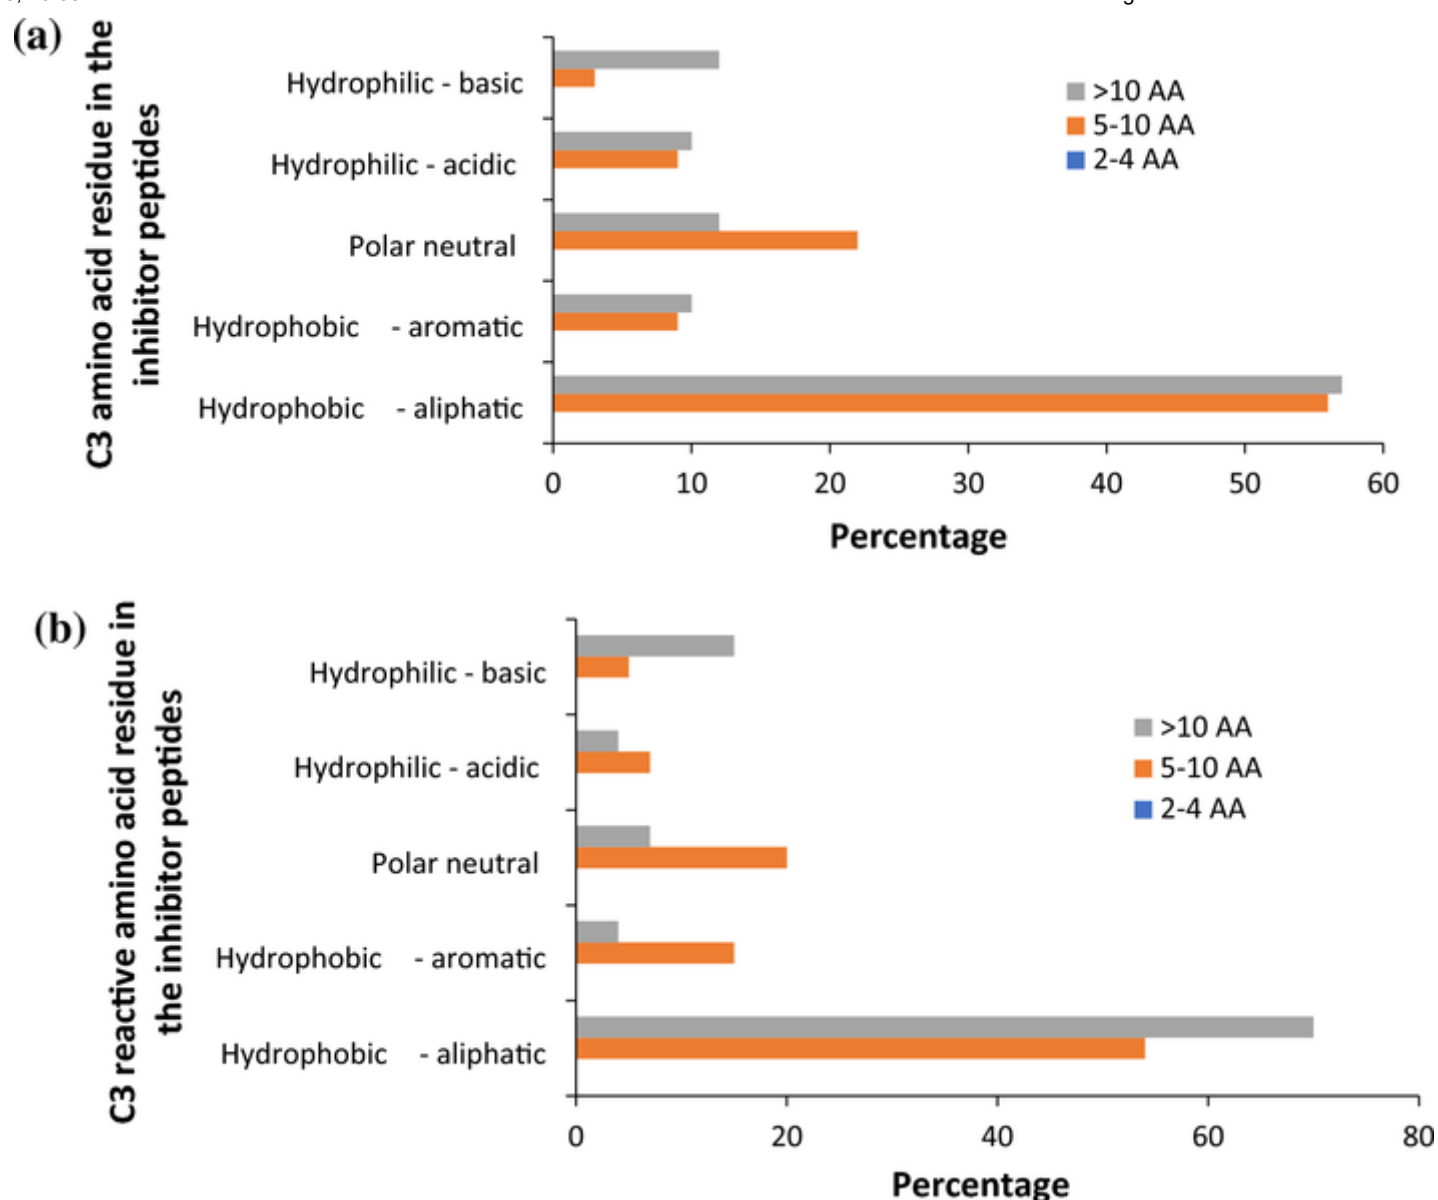 (a)
C3 amino acid residue in the
inhibitor peptides
Hydrophilic - basic
Hydrophilic - acidic
Polar neutral
Hydrophobic - aromatic
Hydrophobic - aliphatic
>10 AA
5-10 AA
2-4 AA
0 10 20 30 40 50 60
Percentage
(b)
C3 reactive amino acid residue in
the inhibitor peptides
Hydrophilic - basic
Hydrophilic - acidic
Polar neutral
Hydrophobic - aromatic
Hydrophobic - aliphatic
>10 AA
5-10 AA
2-4 AA
0 20 40 60 80
Percentage